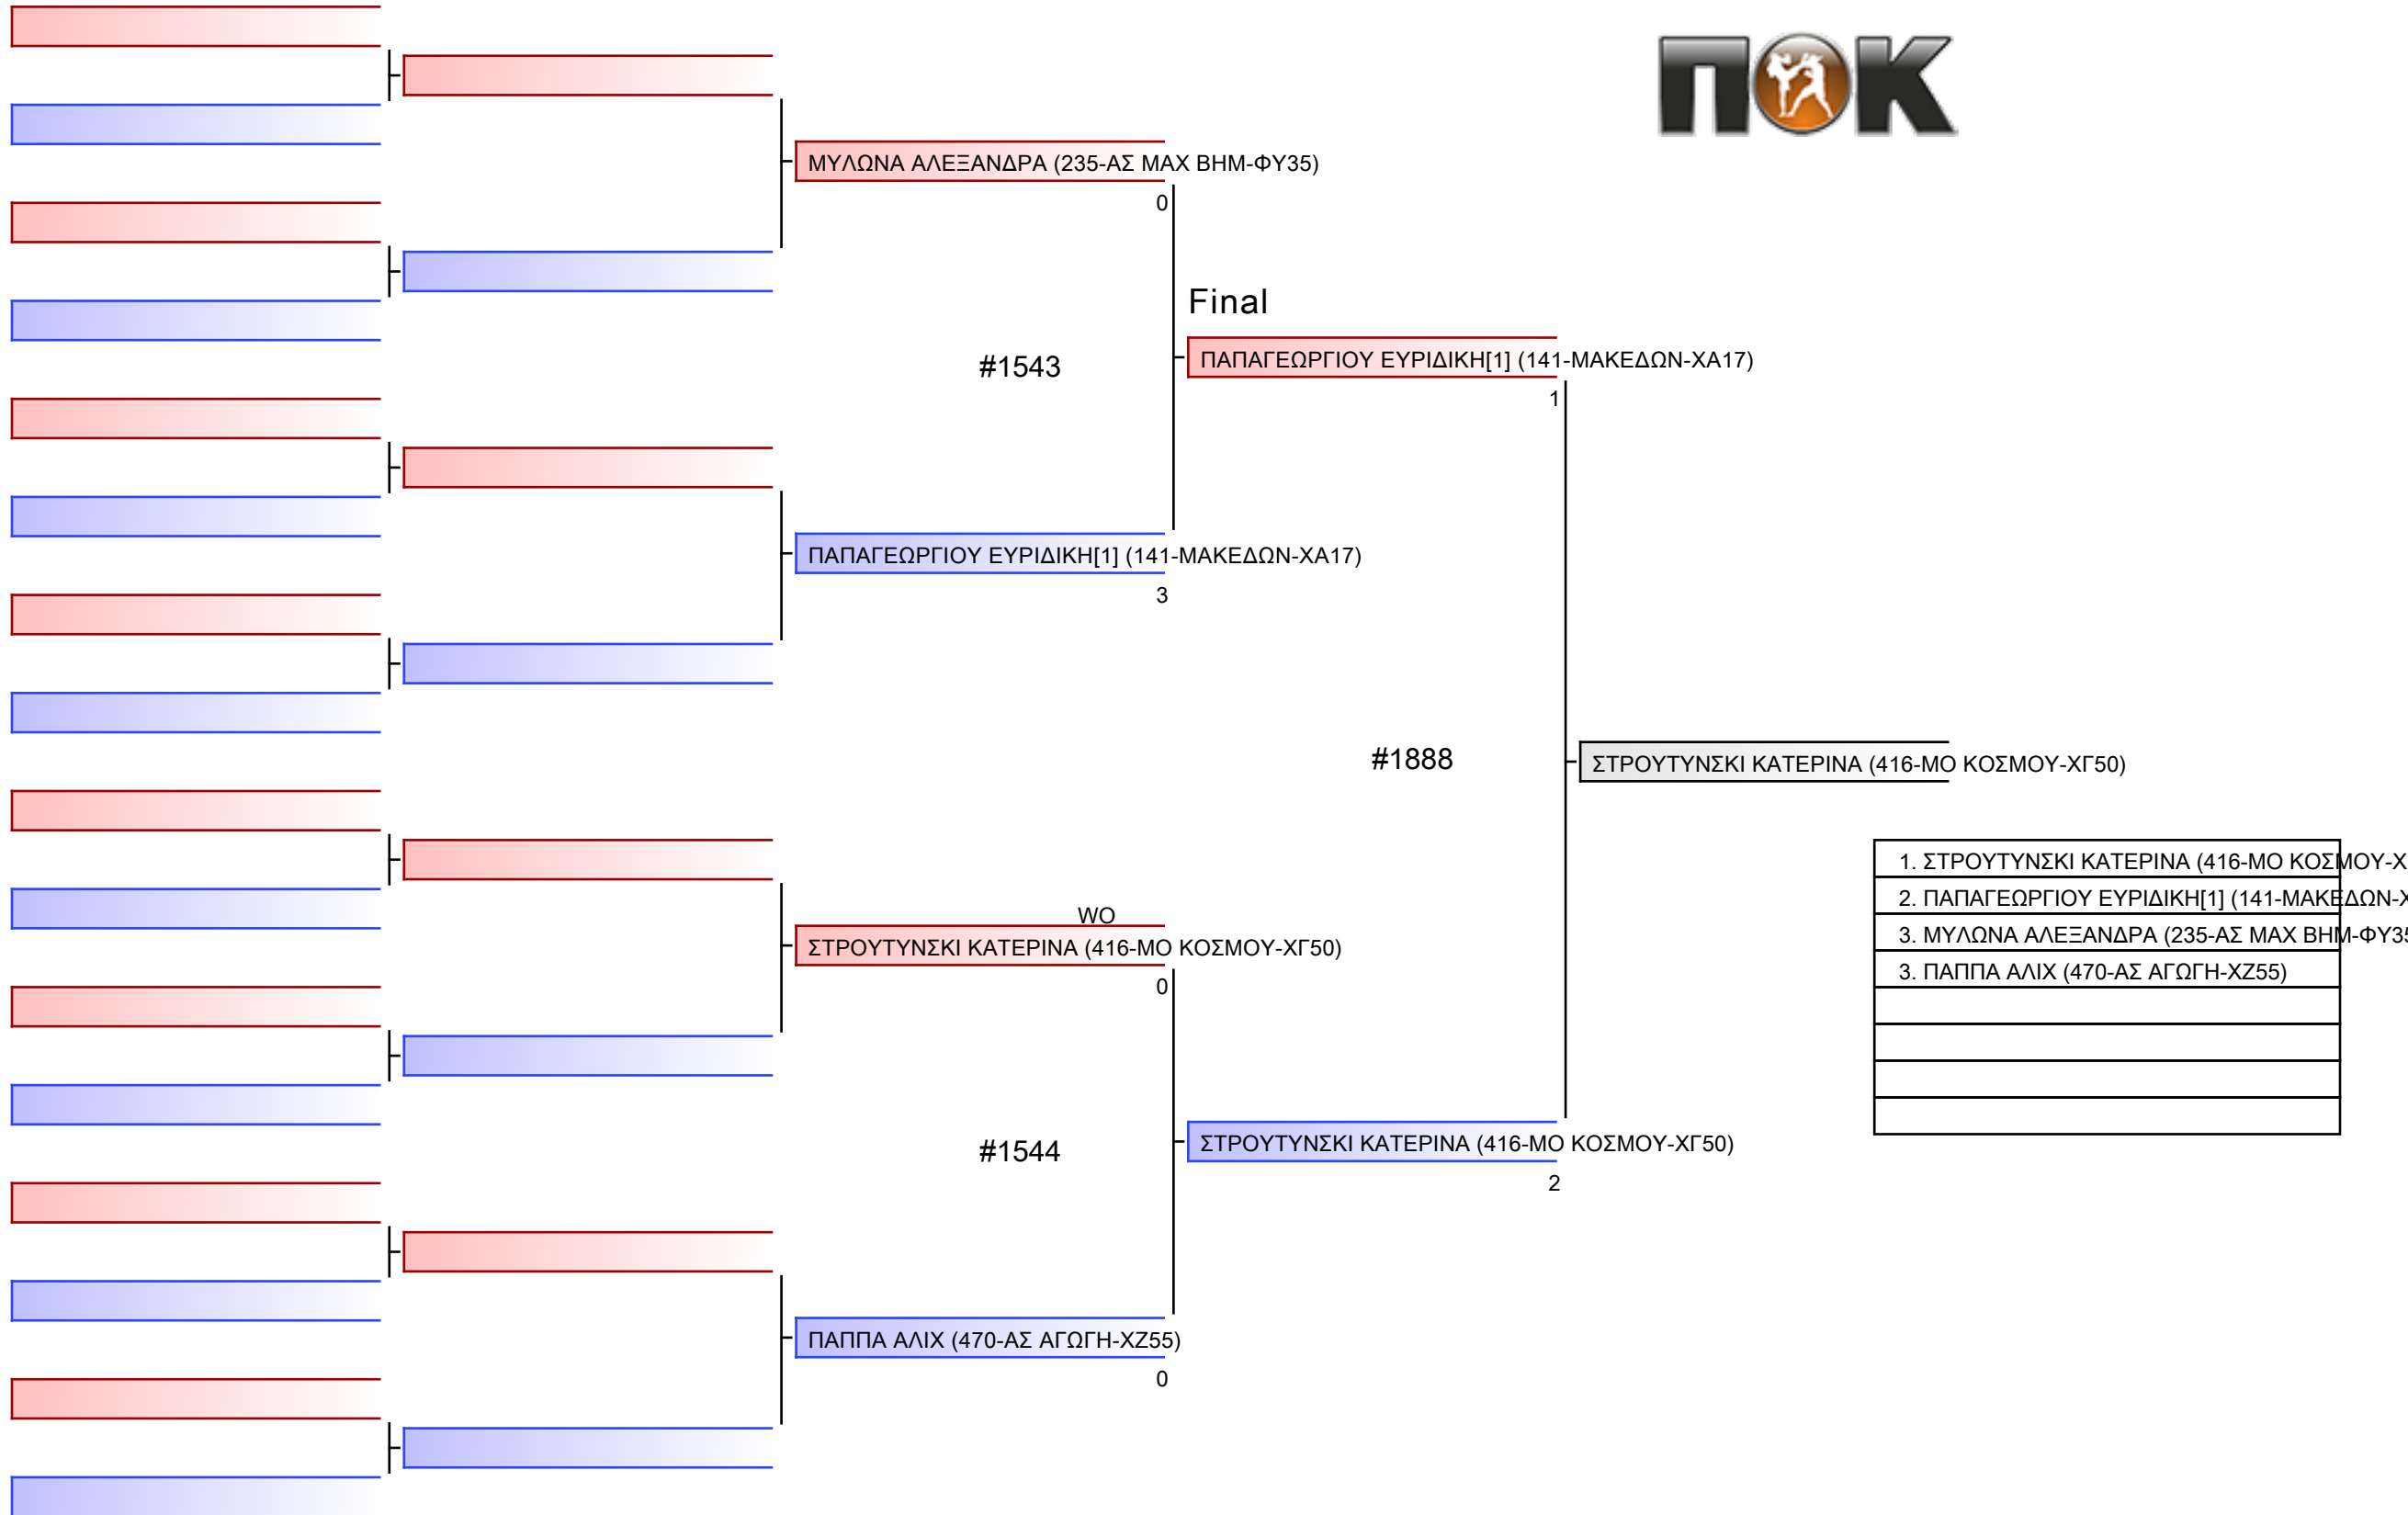 ΠΟΚ
ΜΥΛΩΝΑ ΑΛΕΞΑΝΔΡΑ (235-ΑΣ ΜΑΧ ΒΗΜ-ΦΥ35)
0
Final
#1543
ΠΑΠΑΓΕΩΡΓΙΟΥ ΕΥΡΙΔΙΚΗ[1] (141-ΜΑΚΕΔΩΝ-ΧΑ17)
1
ΠΑΠΑΓΕΩΡΓΙΟΥ ΕΥΡΙΔΙΚΗ[1] (141-ΜΑΚΕΔΩΝ-ΧΑ17)
3
#1888
ΣΤΡΟΥΤΥΝΣΚΙ ΚΑΤΕΡΙΝΑ (416-ΜΟ ΚΟΣΜΟΥ-ΧΓ50)
1. ΣΤΡΟΥΤΥΝΣΚΙ ΚΑΤΕΡΙΝΑ (416-ΜΟ ΚΟΣΜΟΥ-Χ
2. ΠΑΠΑΓΕΩΡΓΙΟΥ ΕΥΡΙΔΙΚΗ[1] (141-ΜΑΚΕΔΩΝ-Χ
3. ΜΥΛΩΝΑ ΑΛΕΞΑΝΔΡΑ (235-ΑΣ ΜΑΧ ΒΗΜ-ΦΥ35
3. ΠΑΠΠΑ ΑΛΙΧ (470-ΑΣ ΑΓΩΓΗ-ΧΖ55)
WO
ΣΤΡΟΥΤΥΝΣΚΙ ΚΑΤΕΡΙΝΑ (416-ΜΟ ΚΟΣΜΟΥ-ΧΓ50)
0
#1544
ΣΤΡΟΥΤΥΝΣΚΙ ΚΑΤΕΡΙΝΑ (416-ΜΟ ΚΟΣΜΟΥ-ΧΓ50)
2
ΠΑΠΠΑ ΑΛΙΧ (470-ΑΣ ΑΓΩΓΗ-ΧΖ55)
0